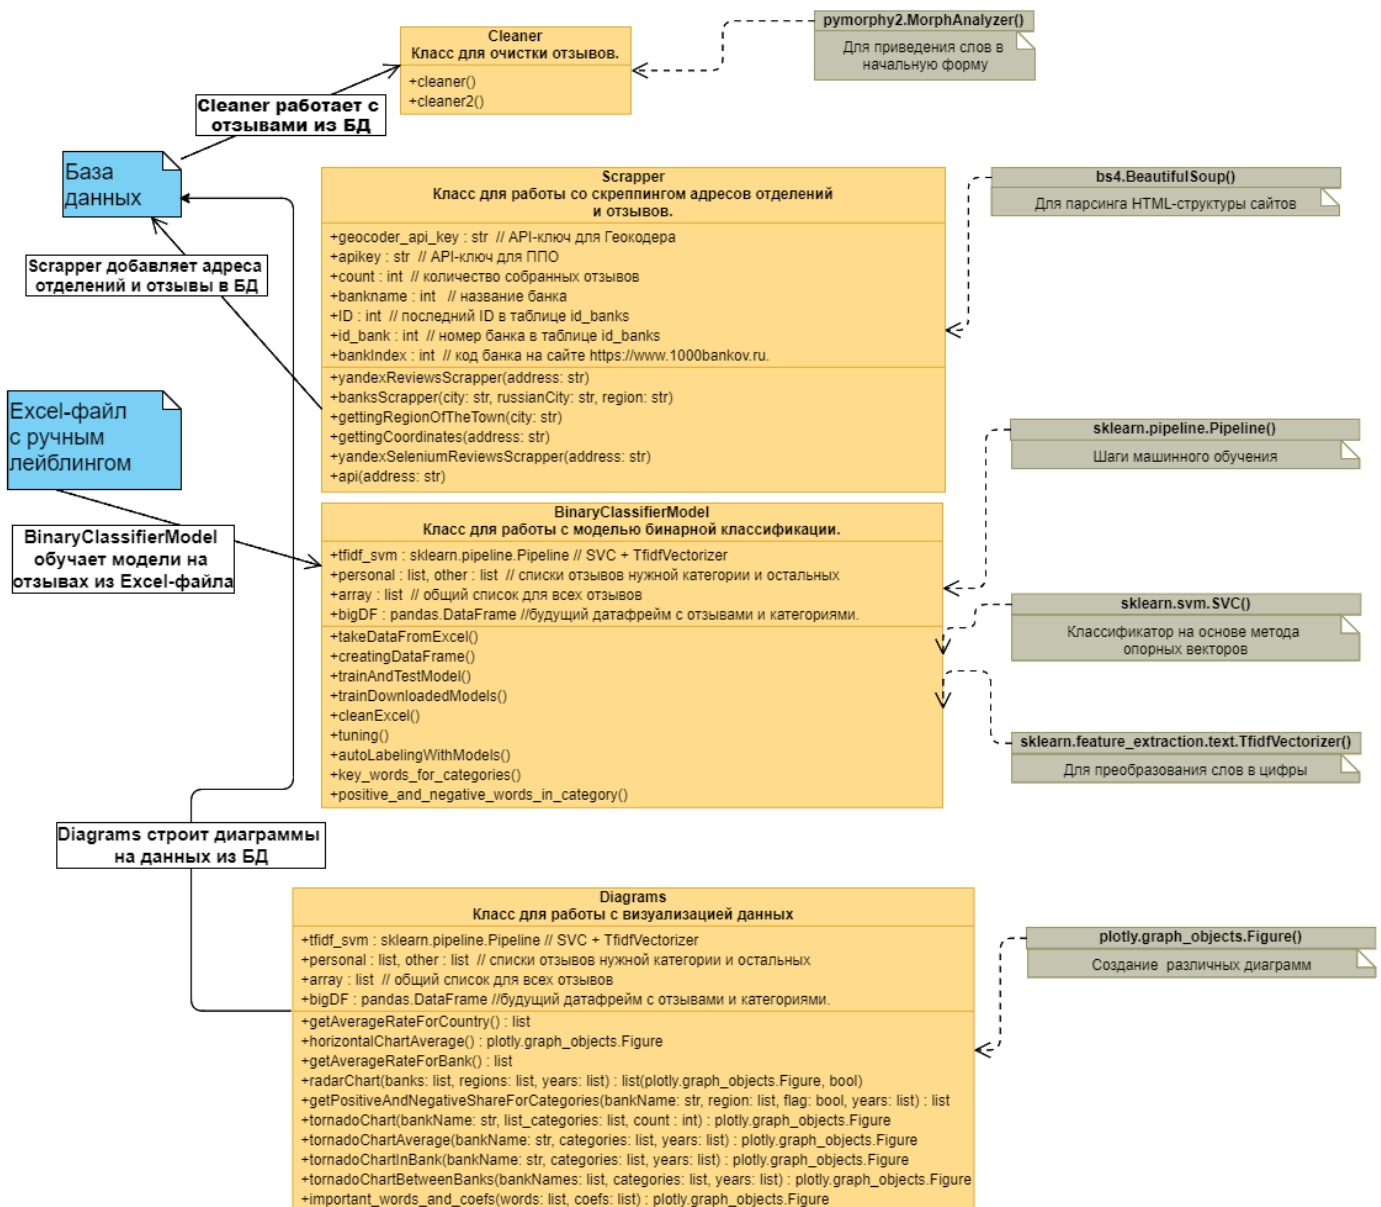 pymorphy2.MorphAnalyzer()
Для приведения слов в
начальную форму
Cleaner
Класс для очистки отзывов.
+cleaner()
+cleaner2()
Cleaner работает с
отзывами из БД
База
данных
Scrapper добавляет адреса
отделений и отзывы в БД
Scrapper
Класс для работы со скреппингом адресов отделений
и отзывов.
+geocoder_api_key : str // API-ключ для Геокодера
+apikey : str // API-ключ для ППО
+count : int // количество собранных отзывов
+bankname : int // название банка
+ID : int // последний ID в таблице id_banks
+id_bank : int // номер банка в таблице id_banks
+bankIndex : int // код банка на сайте https://www.1000bankov.ru.
+yandexReviewsScrapper(address: str)
+banksScrapper(city: str, russianCity: str, region: str)
+gettingRegionOfTheTown(city: str)
+gettingCoordinates(address: str)
+yandexSeleniumReviewsScrapper(address: str)
+api(address: str)
bs4.BeautifulSoup()
Для парсинга HTML-структуры сайтов
Excel-файл
с ручным
лейблингом
BinaryClassifierModel
обучает модели на
отзывах из Excel-файла
BinaryClassifierModel
Класс для работы с моделью бинарной классификации.
+tfidf_svm : sklearn.pipeline.Pipeline // SVC + TfidfVectorizer
+personal : list, other : list // списки отзывов нужной категории и остальных
+array : list // общий список для всех отзывов
+bigDF : pandas.DataFrame //будущий датафрейм с отзывами и категориями.
+takeDataFromExcel()
+creatingDataFrame()
+trainAndTestModel()
+trainDownloadedModels()
+cleanExcel()
+tuning()
+autoLabelingWithModels()
+key_words_for_categories()
+positive_and_negative_words_in_category()
sklearn.pipeline.Pipeline()
Шаги машинного обучения
sklearn.svm.SVC()
Классификатор на основе метода
опорных векторов
sklearn.feature_extraction.text.TfidfVectorizer()
Для преобразования слов в цифры
Diagrams строит диаграммы
на данных из БД
Diagrams
Класс для работы с визуализацией данных
+tfidf_svm : sklearn.pipeline.Pipeline // SVC + TfidfVectorizer
+personal : list, other : list // списки отзывов нужной категории и остальных
+array : list // общий список для всех отзывов
+bigDF : pandas.DataFrame //будущий датафрейм с отзывами и категориями.
+getAverageRateForCountry() : list
+horizontalChartAverage() : plotly.graph_objects.Figure
+getAverageRateForBank() : list
+radarChart(banks: list, regions: list, years: list) : list(plotly.graph_objects.Figure, bool)
+getPositiveAndNegativeShareForCategories(bankName: str, region: list, flag: bool, years: list) : list
+tornadoChart(bankName: str, list_categories: list, count : int) : plotly.graph_objects.Figure
+tornadoChartAverage(bankName: str, categories: list, years: list) : plotly.graph_objects.Figure
+tornadoChartInBank(bankName: str, categories: list, years: list) : plotly.graph_objects.Figure
+tornadoChartBetweenBanks(bankNames: list, categories: list, years: list) : plotly.graph_objects.Figure
+important_words_and_coefs(words: list, coefs: list) : plotly.graph_objects.Figure
plotly.graph_objects.Figure()
Создание различных диаграмм